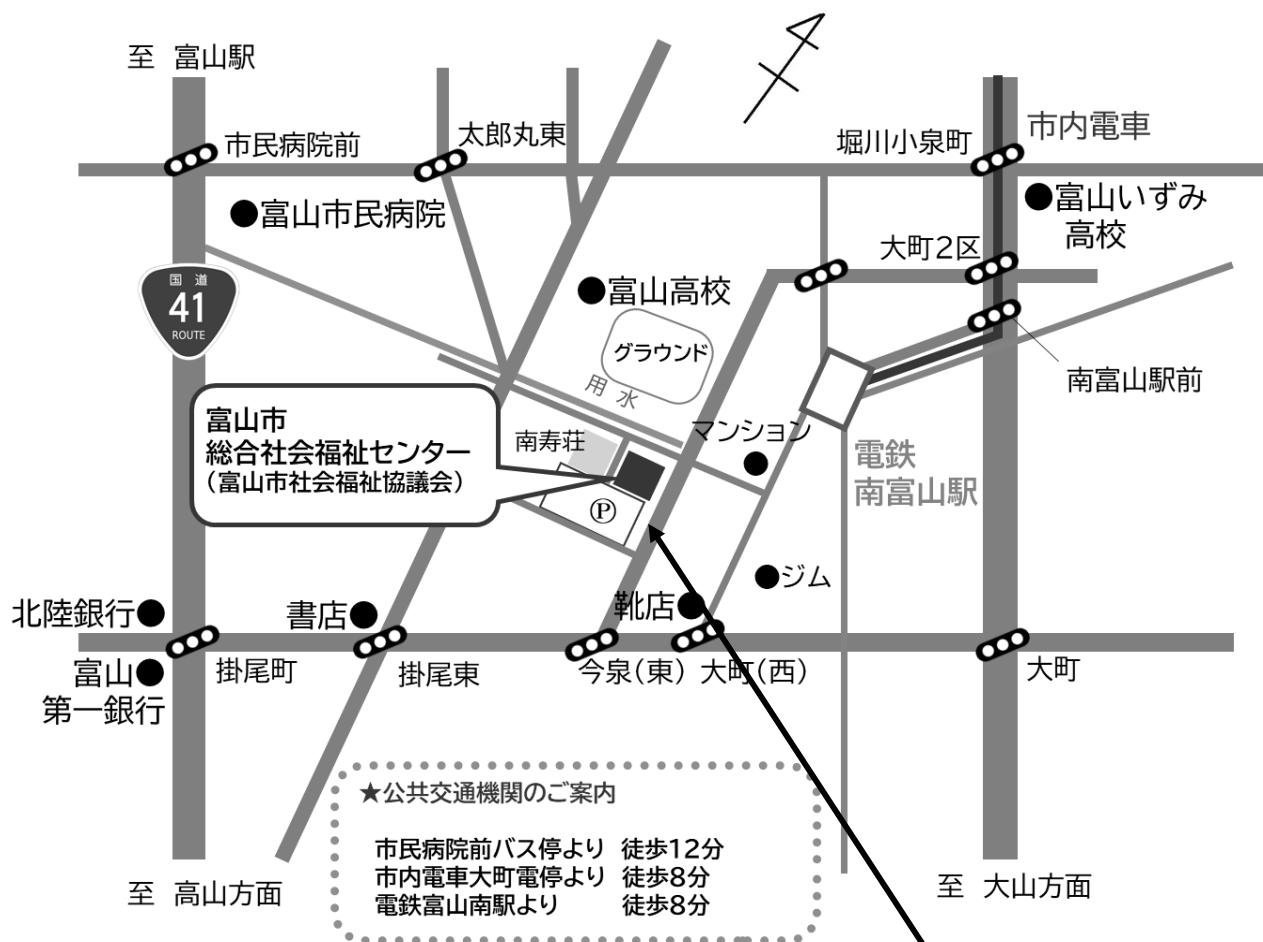 至 富山駅
市民病院前
太郎丸東
堀川小泉町
市内電車
●富山市民病院
●富山いずみ
高校
大町2区
国道
41
ROUTE
●富山高校
グラウンド
用水
南富山駅前
富山市
総合社会福祉センター
(富山市社会福祉協議会)
南寿荘
マンション
電鉄
南富山駅
Ⓟ
●ジム
北陸銀行●
書店●
靴店●
富山●
第一銀行
掛尾町
掛尾東
今泉(東)
大町(西)
大町
★公共交通機関のご案内
市民病院前バス停より 徒歩12分
市内電車大町電停より 徒歩8分
電鉄富山南駅より 徒歩8分
至 高山方面
至 大山方面